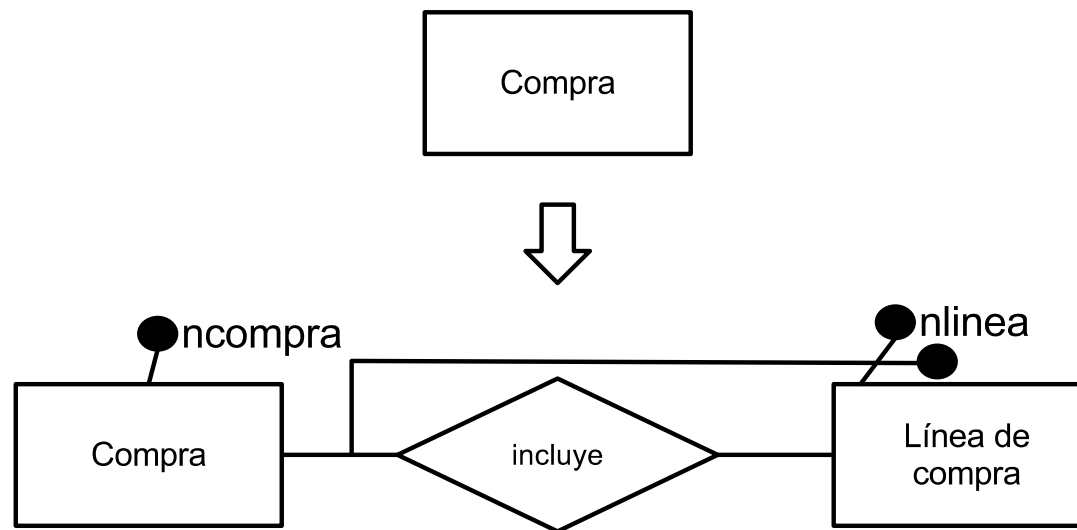 Compra
ncompra
nlinea
Compra
incluye
Línea de
compra